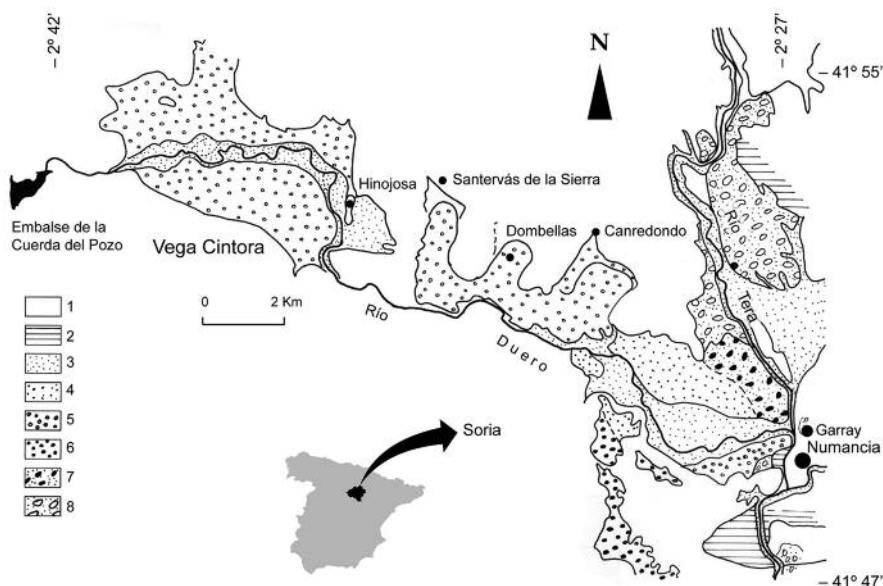 – 2º 42'
N
– 2º 27'
– 41º 55'
Hinojosa
Santervás de la Sierra
Embalse de la
Cuerda del Pozo
Vega Cintora
Dombellas
Canredondo
Río
0 2 Km
Río
Tera
Duero
1
2
3
4
5
6
7
8
Soria
Garray
Numancia
– 41º 47'